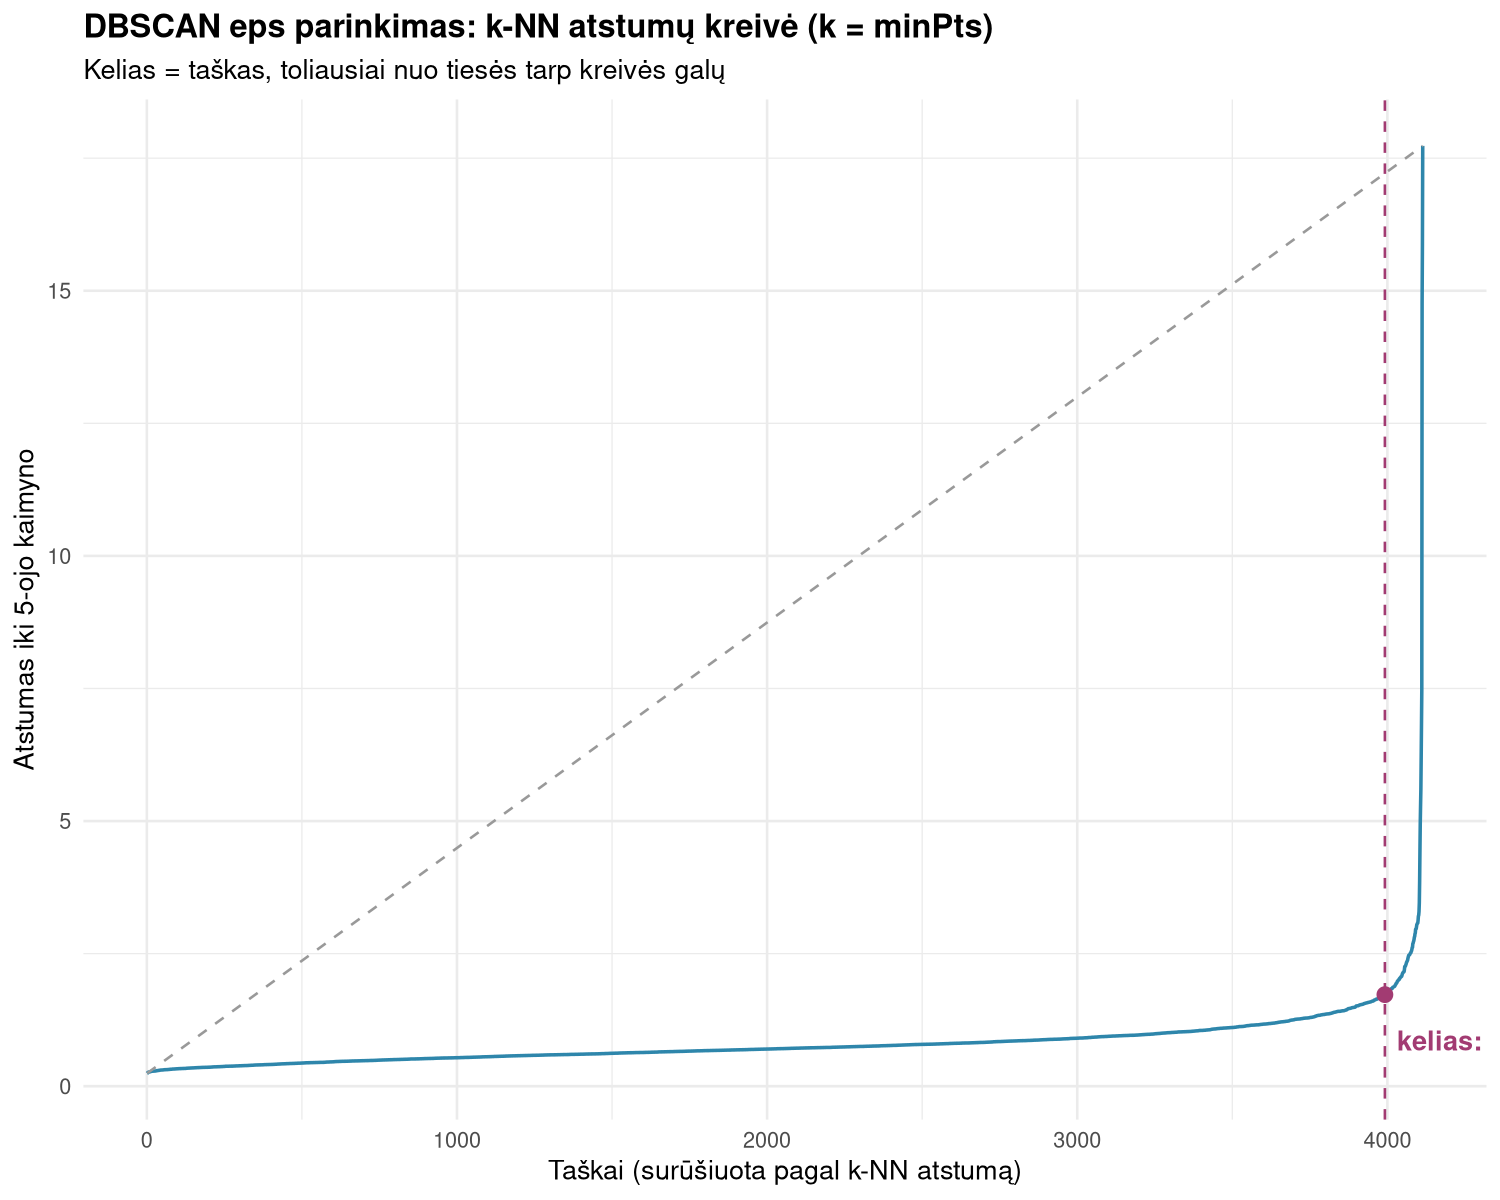 DBSCAN eps parinkimas: k-NN atstumų kreivė (k = minPts)
Kelias = taškas, toliausiai nuo tiesės tarp kreivės galų
Atstumas iki 5-ojo kaimyno
15
10
5
0
kelias:
0 1000 2000 3000 4000
Taškai (surūšiuota pagal k-NN atstumą)